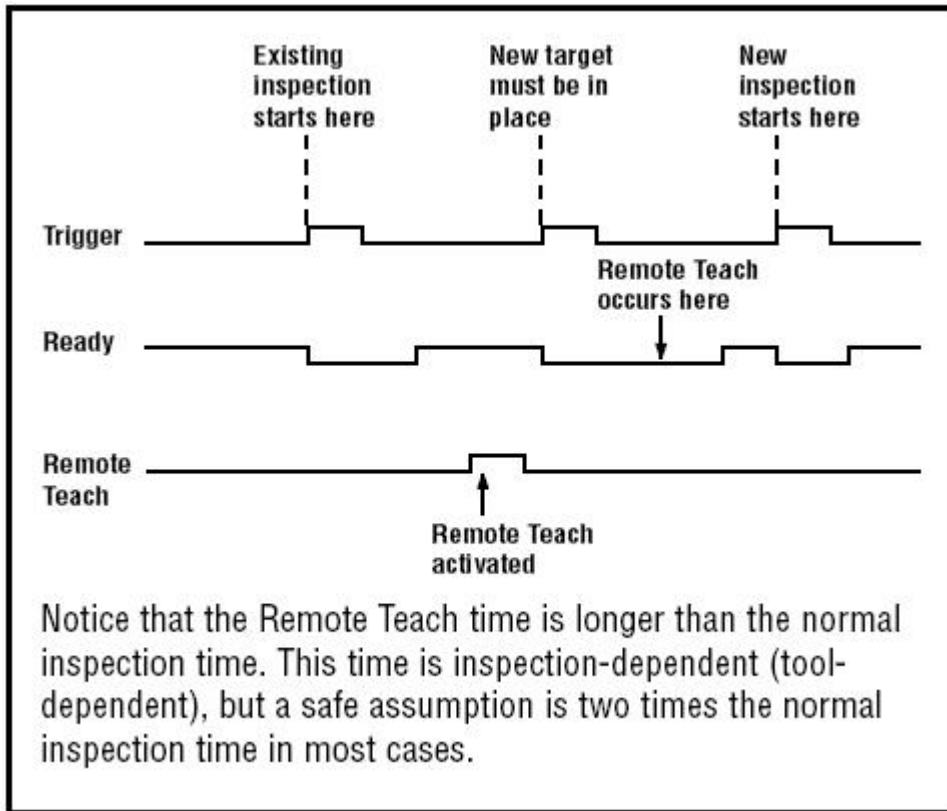 Existing
inspection
starts here
New target
must be in
place
New
inspection
starts here
Trigger
Remote Teach
occurs here
Ready
Remote
Teach
Remote Teach
activated
Notice that the Remote Teach time is longer than the normal
inspection time. This time is inspection-dependent (tool-
dependent), but a safe assumption is two times the normal
inspection time in most cases.